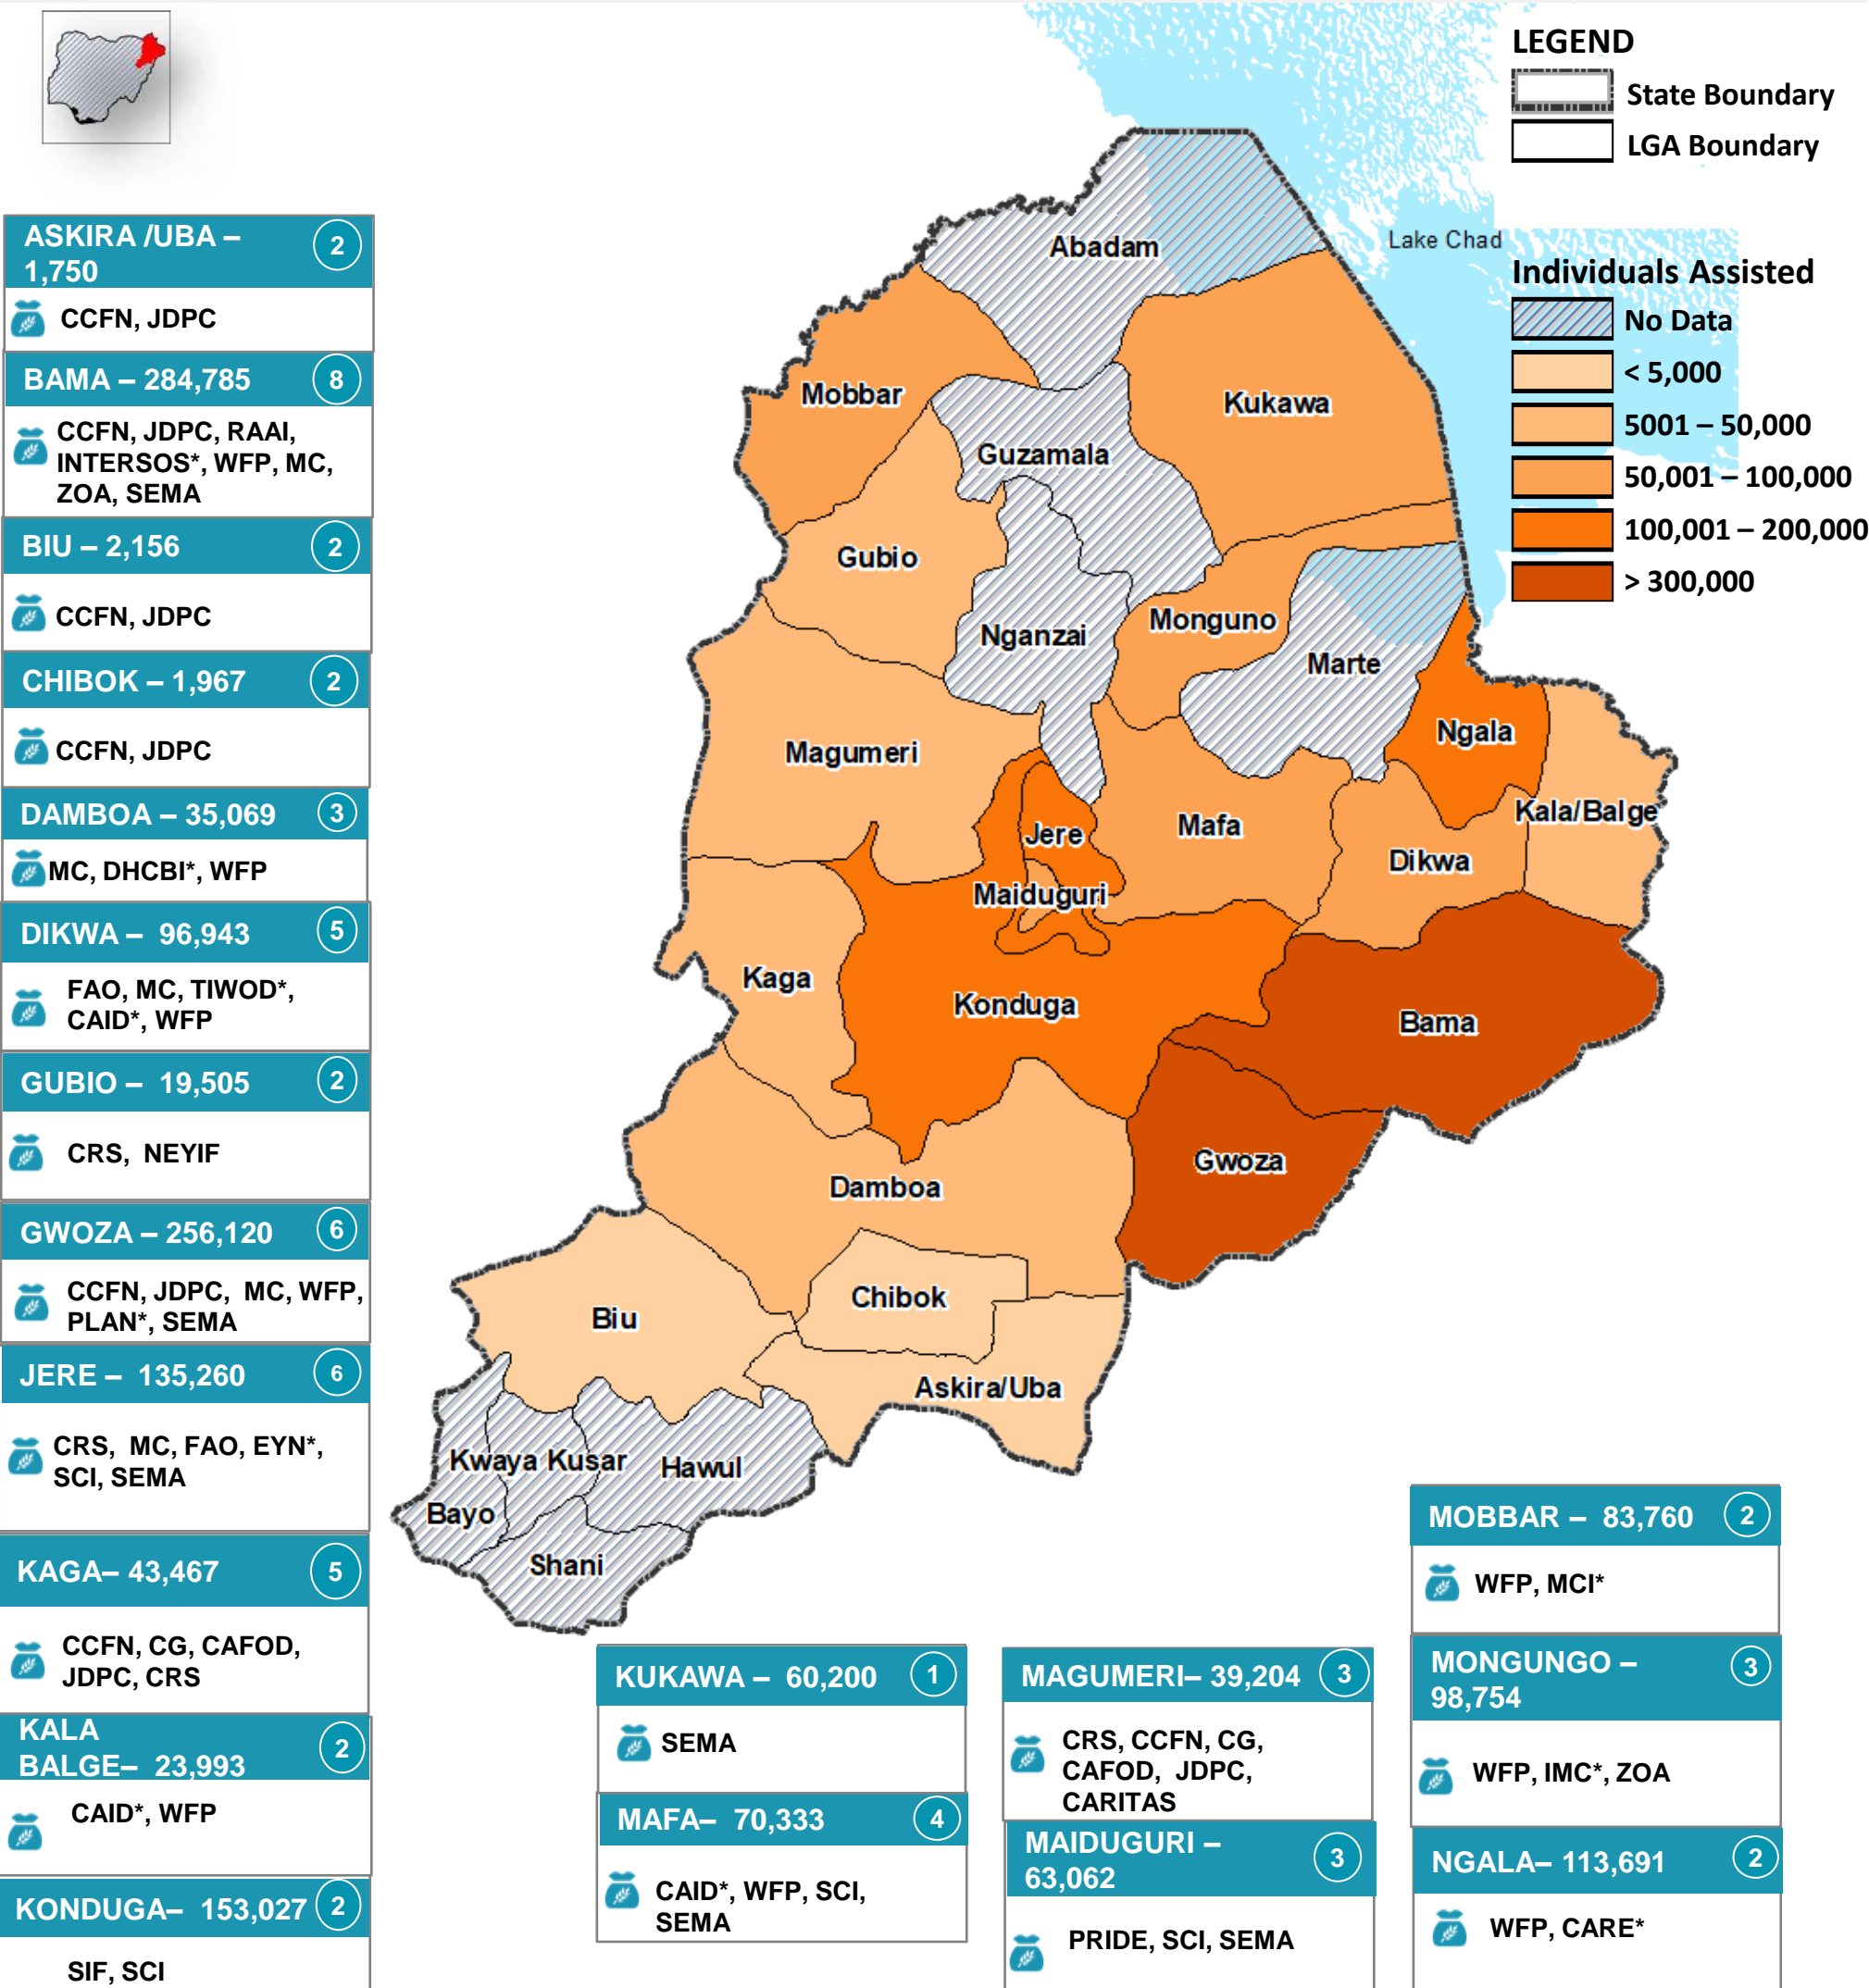 LEGEND
State Boundary
LGA Boundary
Lake Chad
Individuals Assisted
No Data
< 5,000
5001 – 50,000
50,001 – 100,000
100,001 – 200,000
> 300,000
ASKIRA /UBA –
1,750
2
CCFN, JDPC
BAMA – 284,785 8
CCFN, JDPC, RAAI,
INTERSOS*, WFP, MC,
ZOA, SEMA
BIU – 2,156 2
CCFN, JDPC
CHIBOK – 1,967 2
CCFN, JDPC
DAMBOA – 35,069 3
MC, DHCBI*, WFP
DIKWA – 96,943 5
FAO, MC, TIWOD*,
CAID*, WFP
GUBIO – 19,505 2
CRS, NEYIF
GWOZA – 256,120 6
CCFN, JDPC, MC, WFP,
PLAN*, SEMA
JERE – 135,260 6
CRS, MC, FAO, EYN*,
SCI, SEMA
KAGA– 43,467 5
CCFN, CG, CAFOD,
JDPC, CRS
KALA
BALGE– 23,993
2
CAID*, WFP
KONDUGA– 153,027 2
SIF, SCI
Abadam
Mobbar
Kukawa
Guzamala
Gubio
Monguno
Nganzai
Marte
Ngala
Magumeri
Kala/Balge
Mafa
Jere
Dikwa
Maiduguri
Kaga
Konduga
Bama
Gwoza
Damboa
Chibok
Biu
Askira/Uba
Kwaya Kusar
Hawul
Bayo
Shani
KUKAWA – 60,200 1
SEMA
MAFA– 70,333 4
CAID*, WFP, SCI,
SEMA
MAGUMERI– 39,204 3
CRS, CCFN, CG,
CAFOD, JDPC,
CARITAS
MAIDUGURI –
63,062
3
PRIDE, SCI, SEMA
MOBBAR – 83,760 2
WFP, MCI*
MONGUNGO –
98,754
3
WFP, IMC*, ZOA
NGALA– 113,691 2
WFP, CARE*